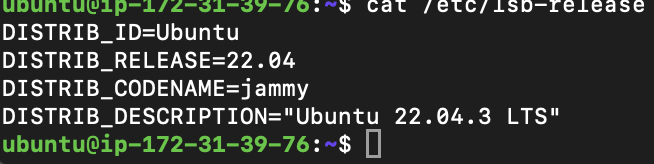 ubuntu@ip-172-31-39-76:~$ cat /etc/lsb-release
DISTRIB_ID=Ubuntu
DISTRIB_RELEASE=22.04
DISTRIB_CODENAME=jammy
DISTRIB_DESCRIPTION="Ubuntu 22.04.3 LTS"
ubuntu@ip-172-31-39-76:~$